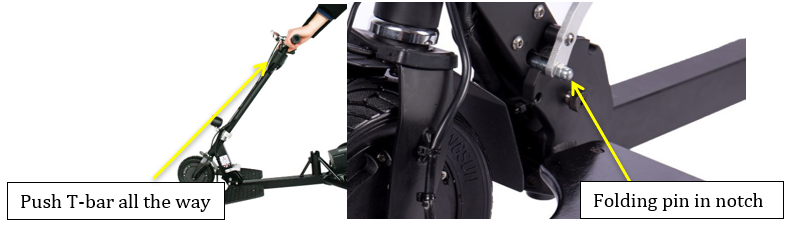 Push T-bar all the way
Folding pin in notch